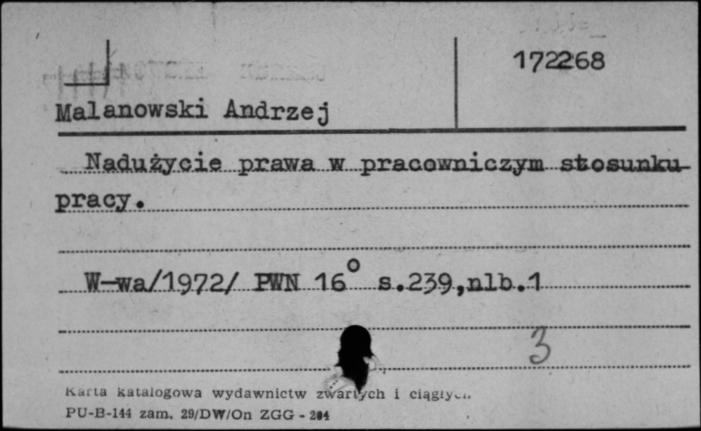 172268
Malanowski Andrzej
Nadużycie prawa w pracowniczym stosunku
pracy.
W-wa/1972/ PWN 16° s.239,nlb.1
3
Karta katalogowa wydawnictw zwartych i ciągłych
PU-B-144 zam. 29/DW/On ZGG - 204